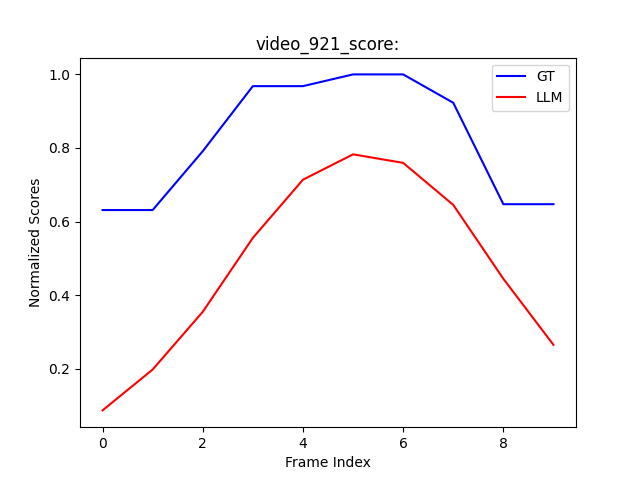 video_921_score:
GT
LLM
1.0
0.8
0.6
0.4
0.2
Normalized Scores
0 2 4 6 8
Frame Index